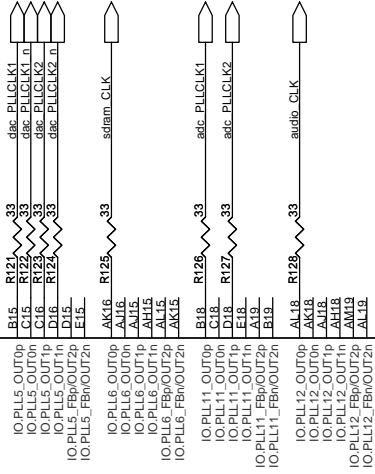 IO.PLL5_OUT0p B15 R121 33 dac_PLLCLK1
IO.PLL5_OUT0n C15 R122 33 dac_PLLCLK1_n
IO.PLL5_OUT1p C16 R123 33 dac_PLLCLK2
IO.PLL5_OUT1n D16 R124 33 dac_PLLCLK2_n
IO.PLL5_FBp/OUT2p D15
IO.PLL5_FBn/OUT2n E15
IO.PLL6_OUT0p AK16 R125 33 sdram_CLK
IO.PLL6_OUT0n AJ16
IO.PLL6_OUT1p AJ15
IO.PLL6_OUT1n AH15
IO.PLL6_FBp/OUT2p AL15
IO.PLL6_FBn/OUT2n AK15
IO.PLL11_OUT0p B18 R126 33 adc_PLLCLK1
IO.PLL11_OUT0n C18
IO.PLL11_OUT1p D18 R127 33 adc_PLLCLK2
IO.PLL11_OUT1n E18
IO.PLL11_FBp/OUT2p A19
IO.PLL11_FBn/OUT2n B19
IO.PLL12_OUT0p AL18 R128 33 audio_CLK
IO.PLL12_OUT0n AK18
IO.PLL12_OUT1p AJ18
IO.PLL12_OUT1n AH18
IO.PLL12_FBp/OUT2p AM19
IO.PLL12_FBn/OUT2n AL19